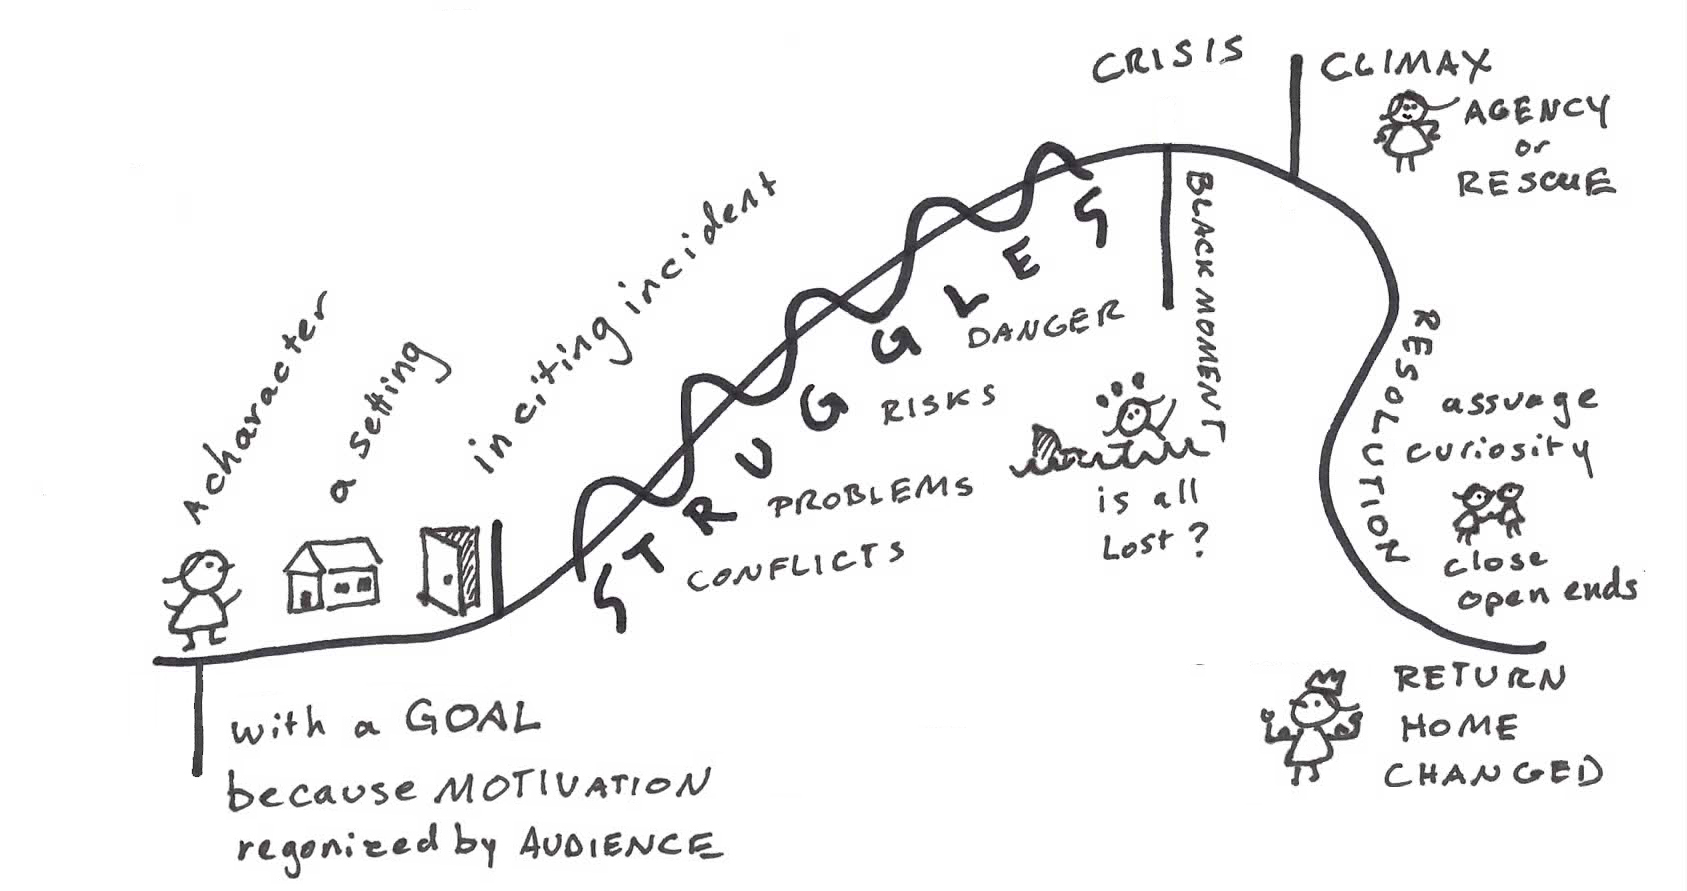 A character
a setting
inciting incident
with a GOAL
because MOTIVATION
regonized by AUDIENCE
STRUGGLES
CONFLICTS
PROBLEMS
RISKS
DANGER
CRISIS
BLACK MOMENT
is all
Lost?
CLIMAX
AGENCY
or
RESCUE
RESOLUTION
assuage
curiosity
close
open ends
RETURN
HOME
CHANGED